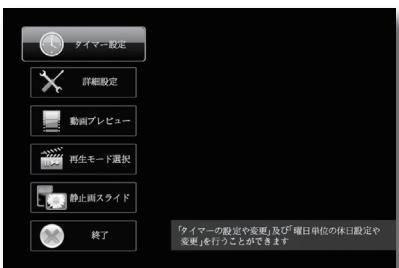 タイマー設定
詳細設定
動画プレビュー
再生モード選択
静止画スライド
終了
「タイマーの設定や変更」及び「曜日単位の休日設定や
変更」を行うことができます